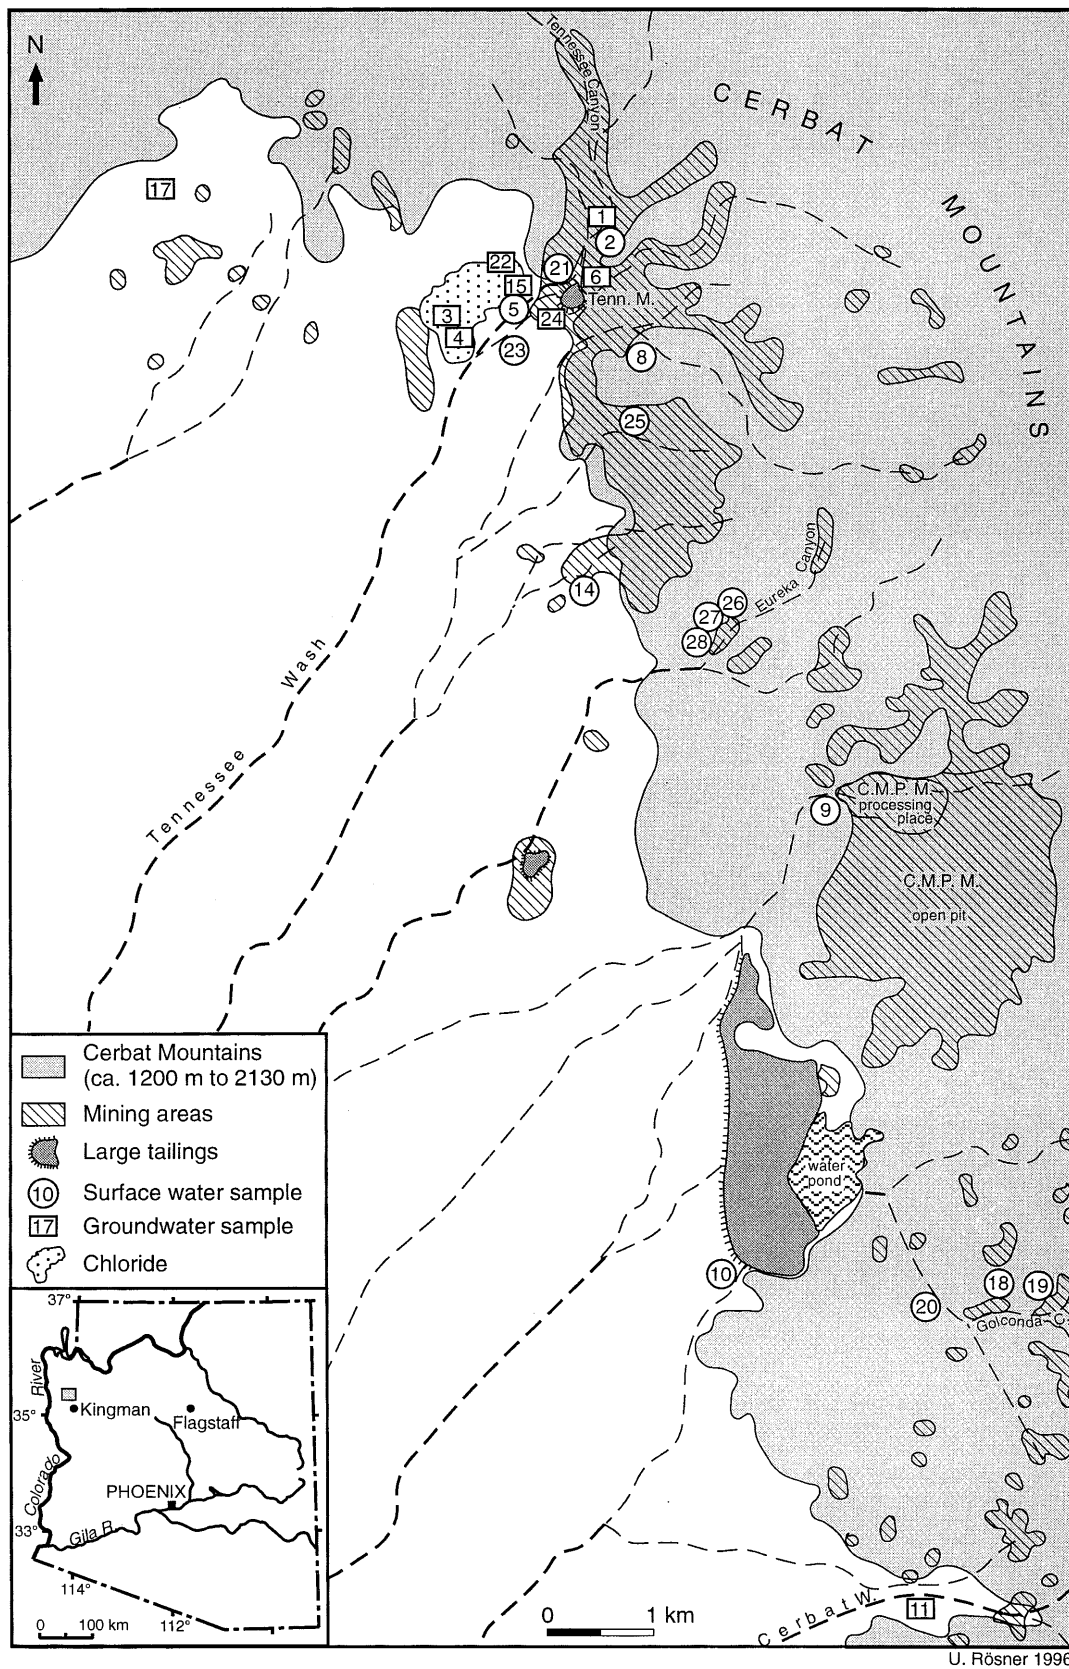 N
Tennessee Canyon
CERBAT
MOUNTAINS
17
1
2
22
21
6
15
Tenn. M.
5
3
24
4
23
8
25
14
Eureka Canyon
26
27
28
Tennessee Wash
C.M.P. M.
processing
place
9
C.M.P. M.
open pit
Cerbat Mountains
(ca. 1200 m to 2130 m)
Mining areas
Large tailings
10 Surface water sample
17 Groundwater sample
Chloride
water
pond
10
18
19
20
Golconda-C.
37°
River
Kingman
Flagstaff
35°
Colorado
PHOENIX
33°
Gila R.
114°
112°
0 100 km
0 1 km
Cerbat W.
11
U. Rösner 1996